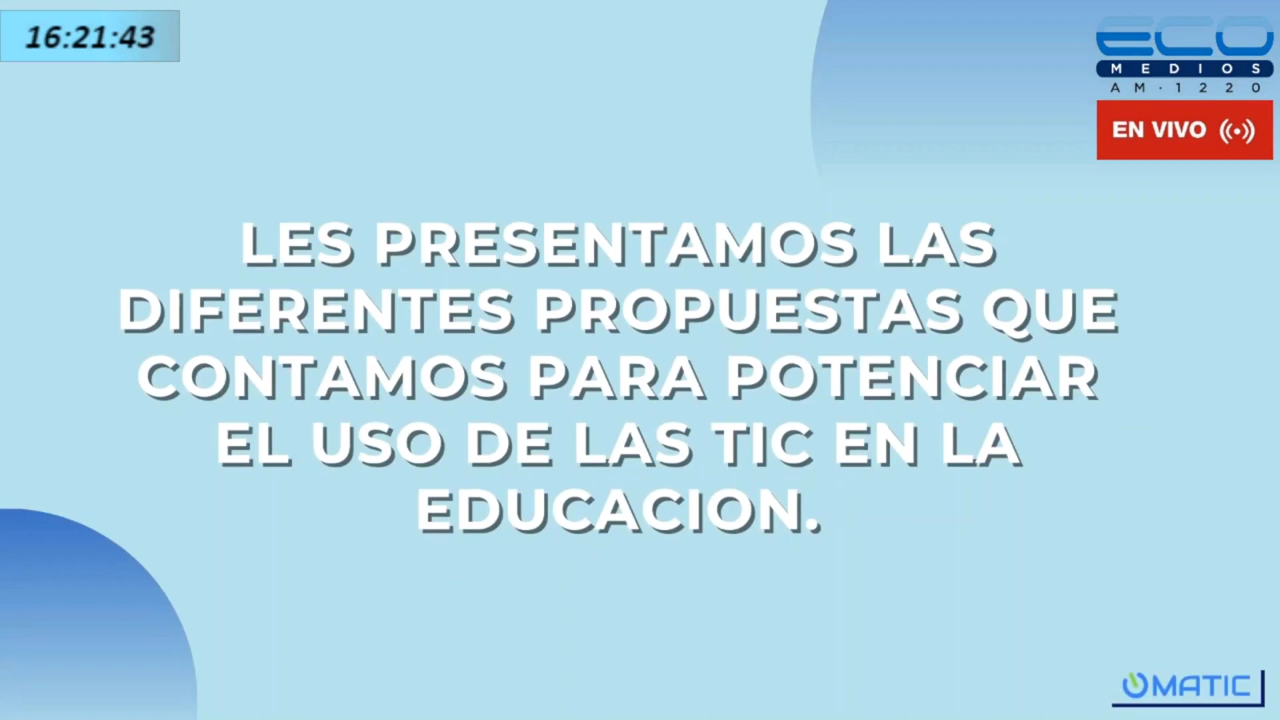 16:21:43
ECO
MEDIOS
AM·1220
EN VIVO
LES PRESENTAMOS LAS
DIFERENTES PROPUESTAS QUE
CONTAMOS PARA POTENCIAR
EL USO DE LAS TIC EN LA
EDUCACION.
MATIC